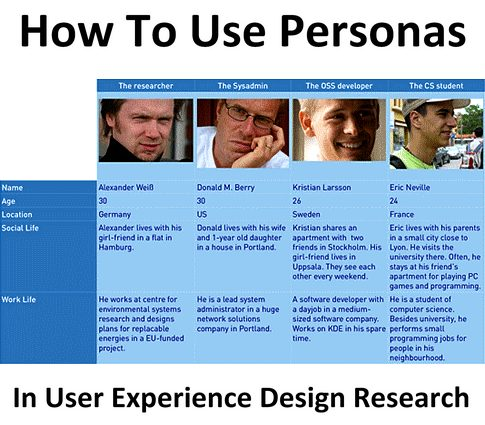 How To Use Personas
The researcher The Sysadmin The OSS developer The CS student
Name Alexander Weiß Donald M. Berry Kristian Larsson Eric Neville
Age 30 30 26 24
Location Germany US Sweden France
Social Life
Alexander lives with his
girl-friend in a flat in
Hamburg.
Donald lives with his wife
and 1-year old daughter
in a house in Portland.
Kristian shares an
apartment with two
friends in Stockholm. His
girl-friend lives in
Uppsala. They see each
other every weekend.
Eric lives with his parents
in a small city close to
Lyon. He visits the
university there. Often, he
stays at his friend's
apartment for playing PC
games and programming.
Work Life
He works at centre for
environmental systems
research and designs
plans for replacable
energies in a EU-funded
project.
He is a lead system
administrator in a huge
network solutions
company in Portland.
A software developer with
a dayjob in a medium-
sized software company.
Works on KDE in his spare
time.
He is a student of
computer science.
Besides university, he
performs small
programming jobs for
people in his
neighbourhood.
In User Experience Design Research